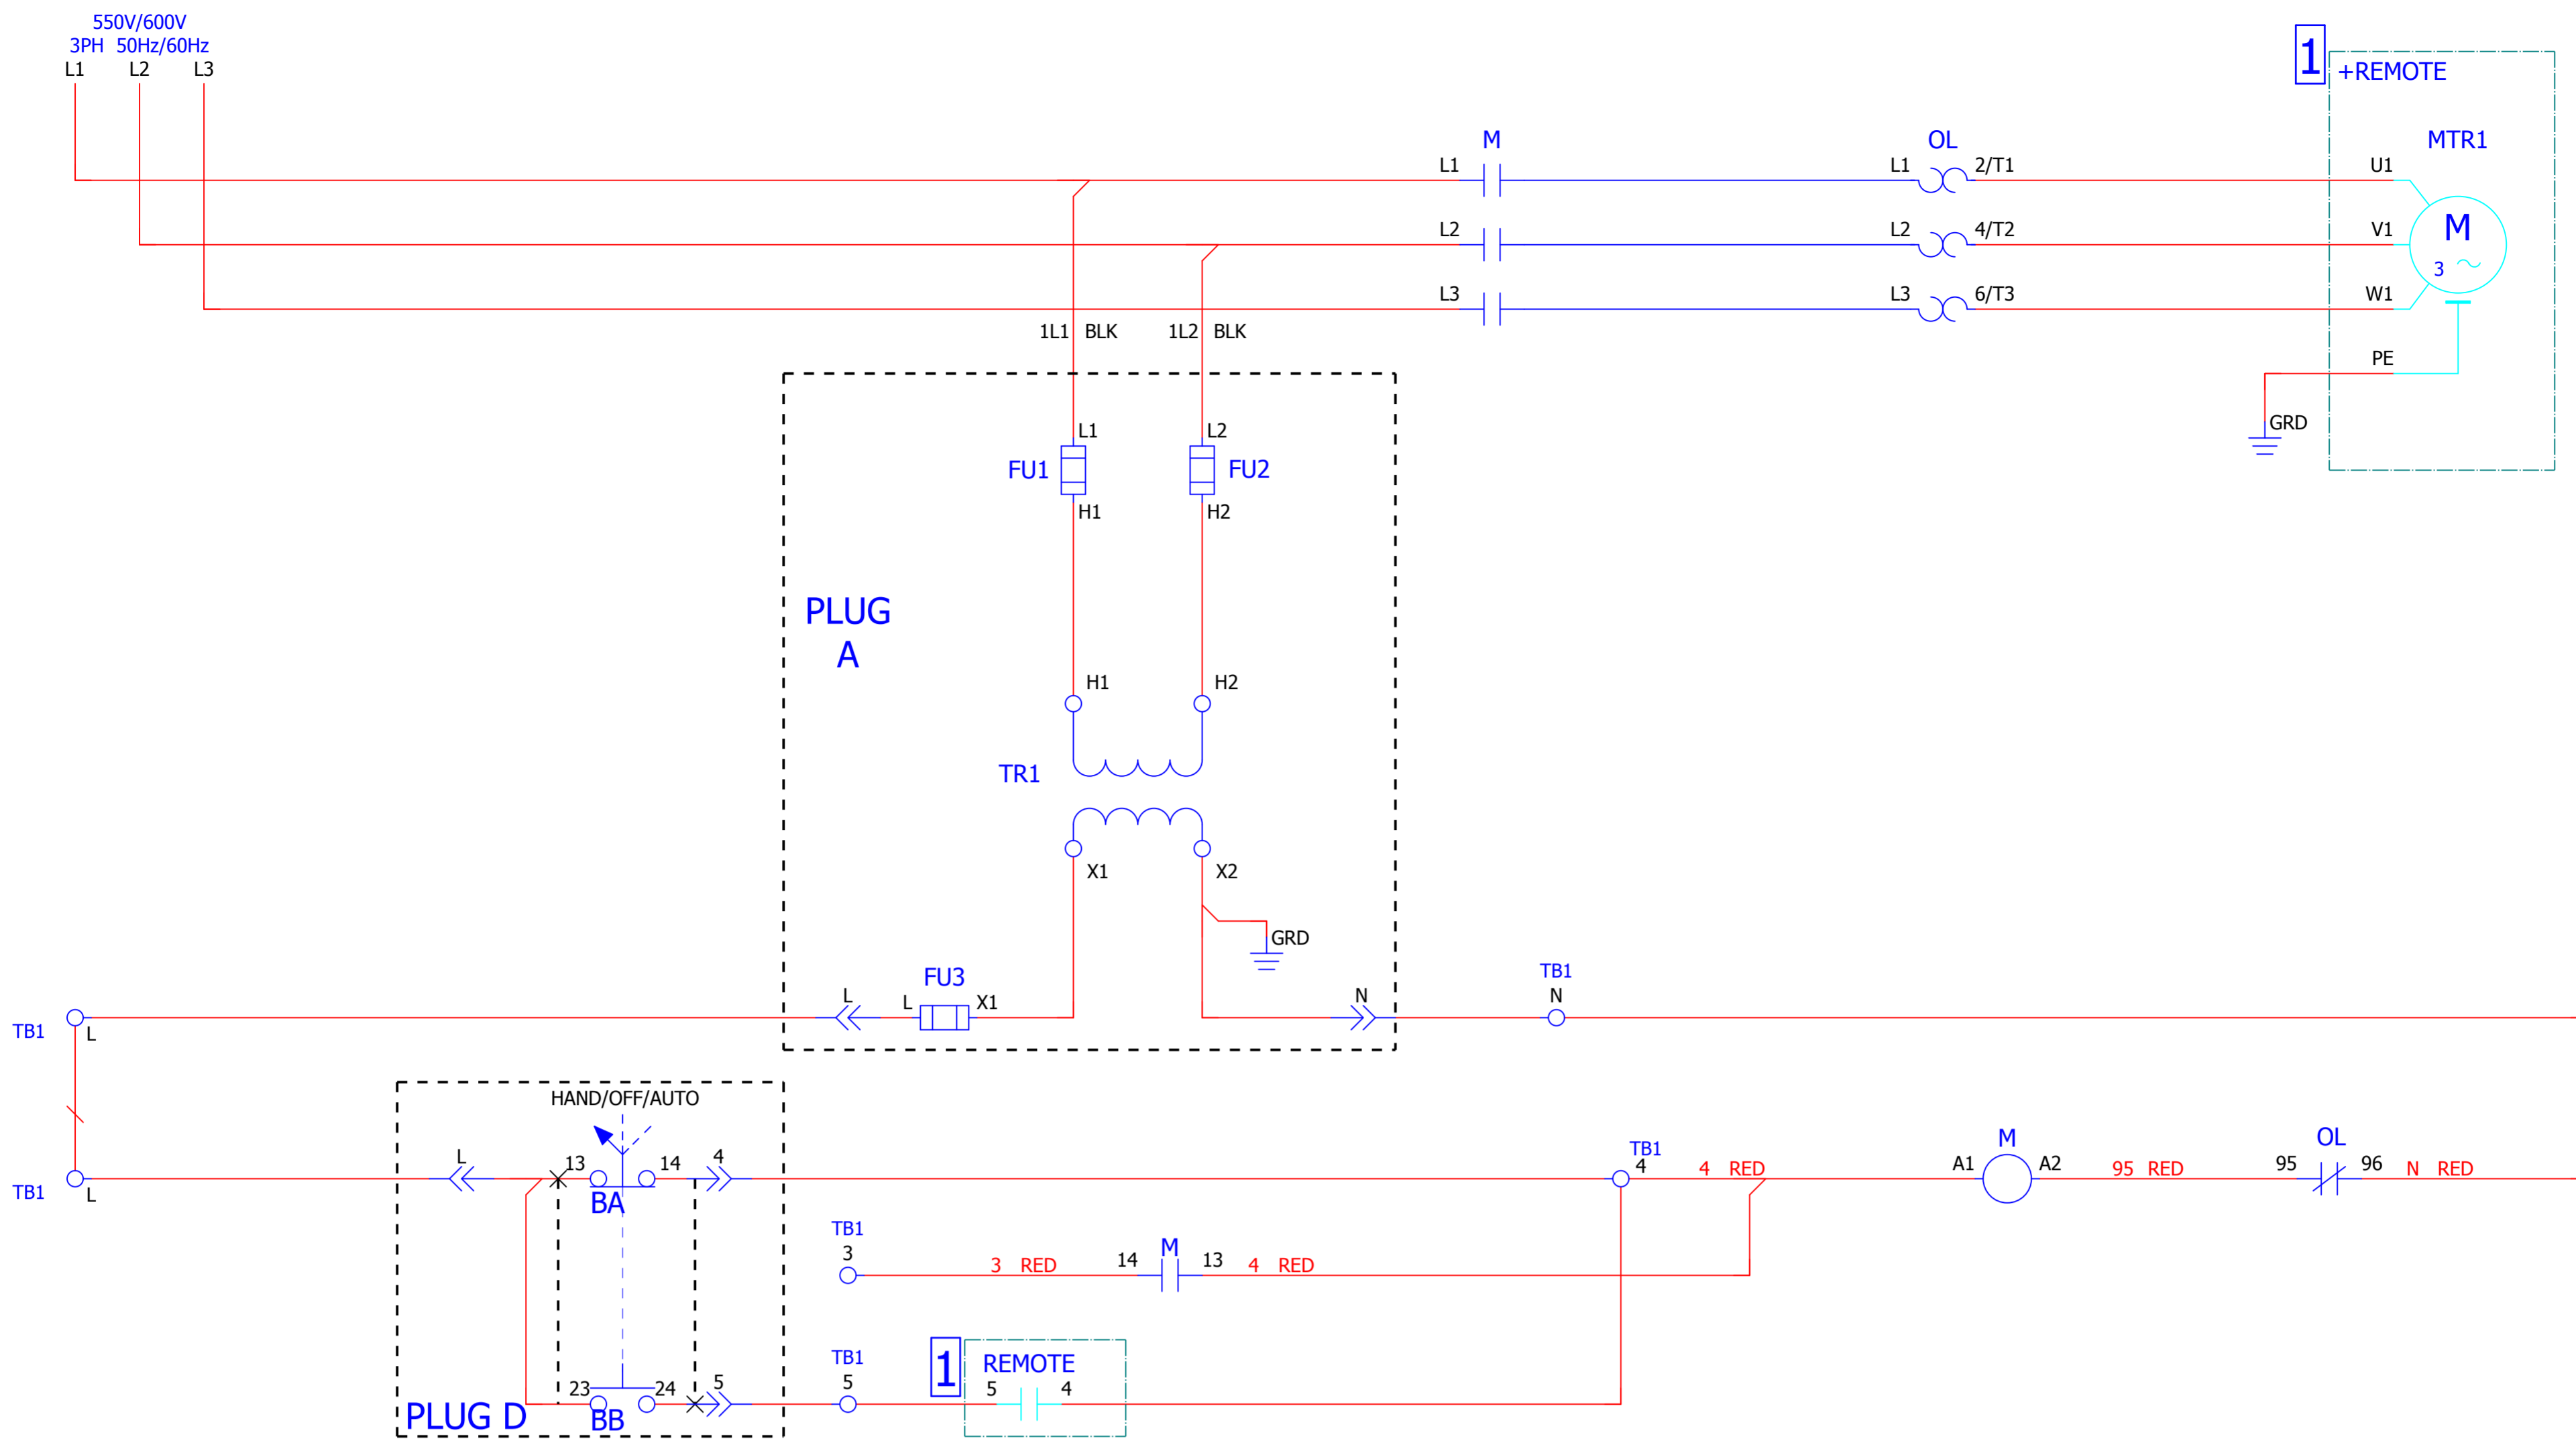 550V/600V
3PH 50Hz/60Hz
L1 L2 L3
1
+REMOTE
M OL MTR1
L1 L1 2/T1 U1
L2 L2 4/T2 V1
M
3
L3 L3 6/T3 W1
1L1 BLK 1L2 BLK
PE
GRD
L1 L2
FU1 FU2
H1 H2
PLUG
A
H1 H2
TR1
X1 X2
GRD
FU3 TB1
L L X1 N N
TB1 L
HAND/OFF/AUTO
L 13 14 4
TB1
4 4 RED
M
A1 A2
95 RED
OL
95 96
N RED
TB1 L
BA
TB1
3
3 RED 14 M 13 4 RED
TB1
5
1
REMOTE
5 4
23 24 5
PLUG D BB